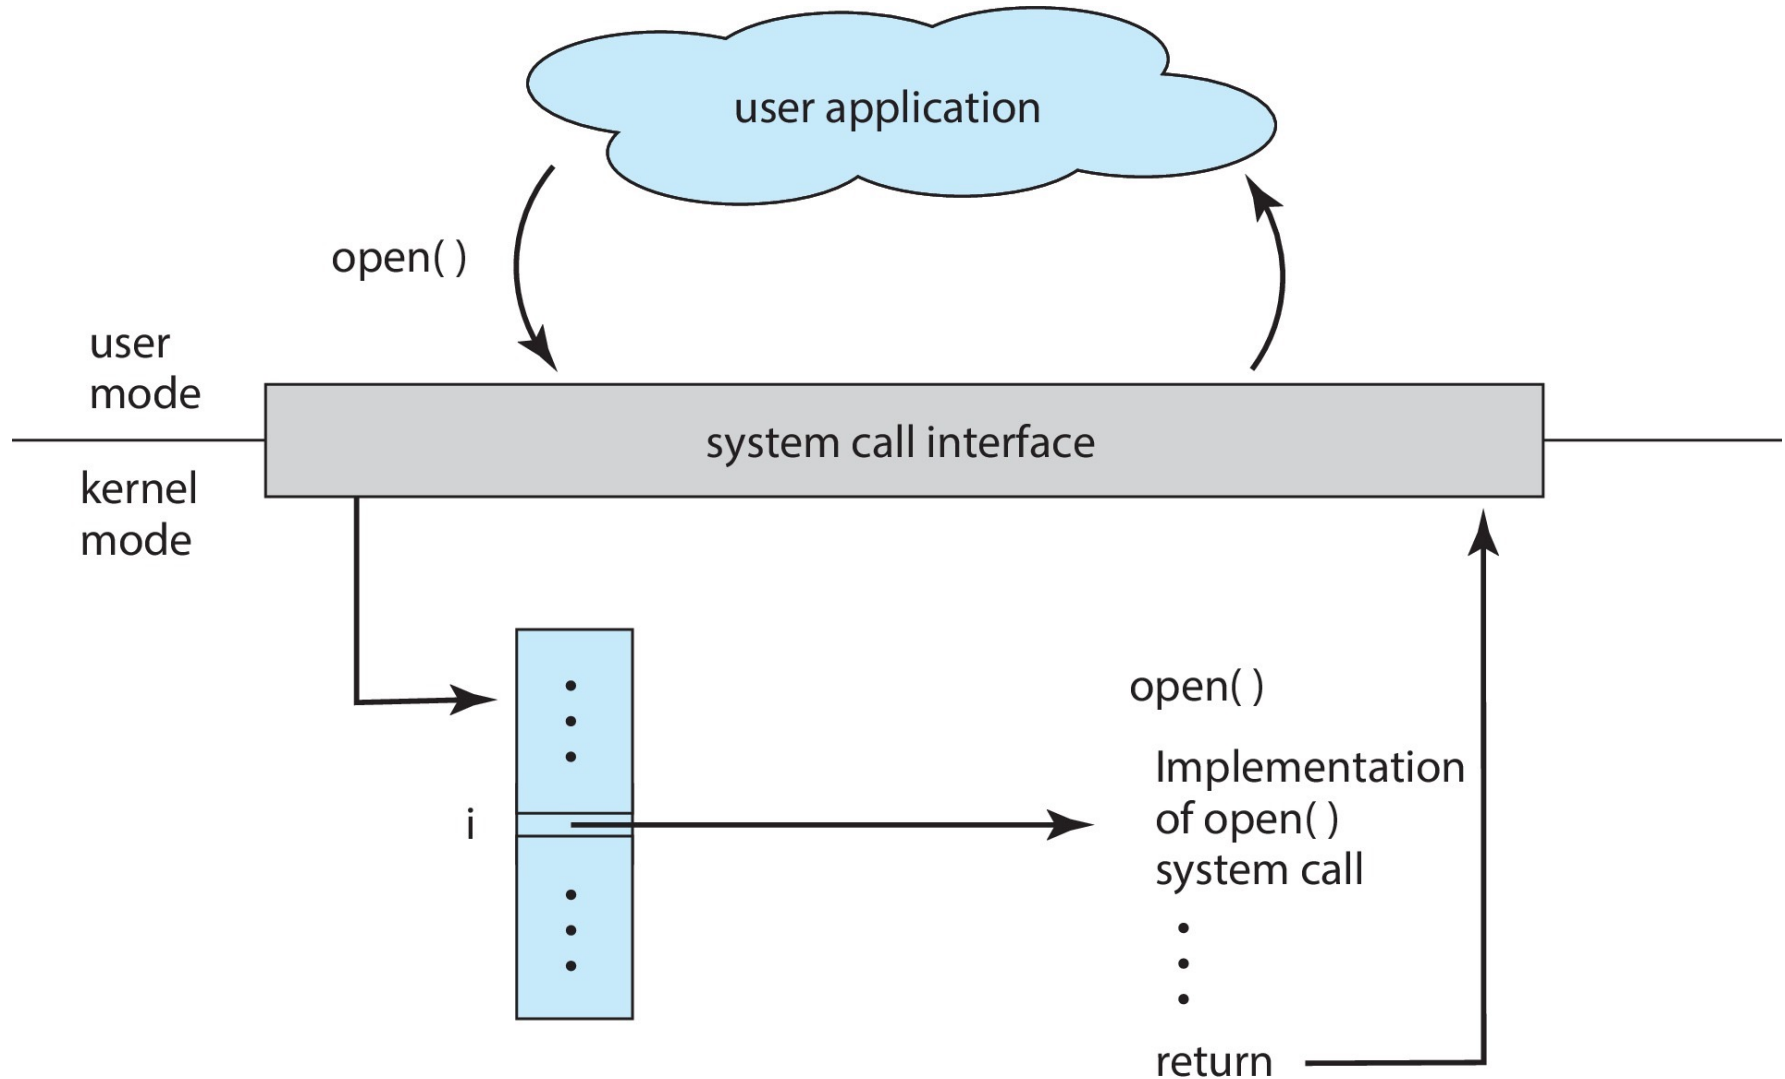 user application
open( )
user
mode
system call interface
kernel
mode
open( )
Implementation
of open( )
system call
i
return